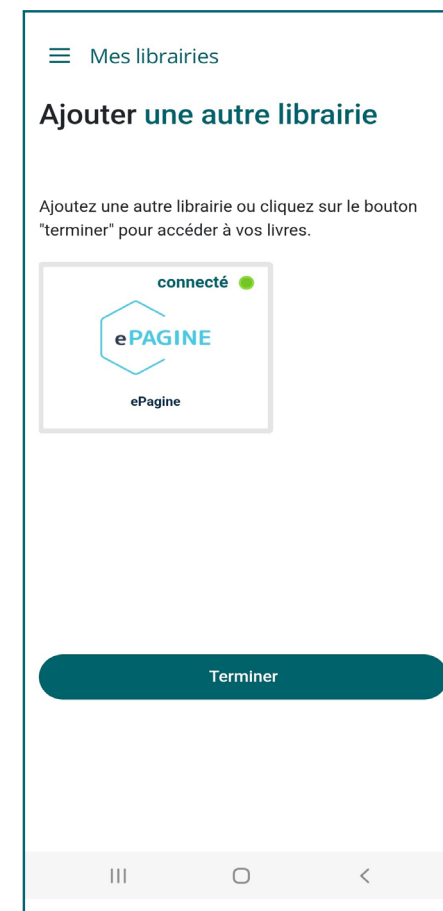 Mes librairies
Ajouter une autre librairie
Ajoutez une autre librairie ou cliquez sur le bouton
"terminer" pour accéder à vos livres.
connecté
ePAGINE
ePagine
Terminer